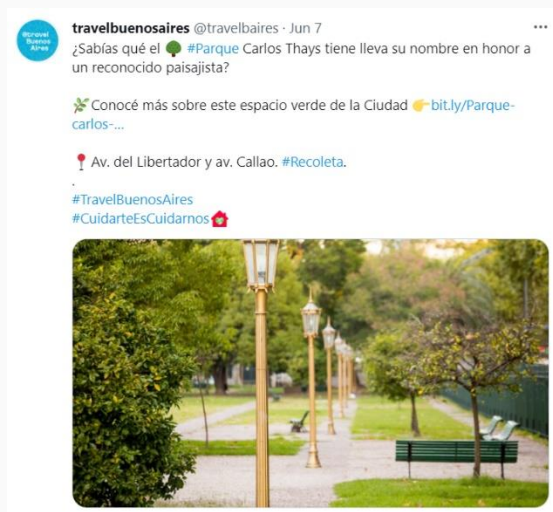 @travel
Buenos
Aires
travelbuenosaires @travelbaires · Jun 7
¿Sabías qué el 🌳 #Parque Carlos Thays tiene lleva su nombre en honor a
un reconocido paisajista?
🌿Conocé más sobre este espacio verde de la Ciudad 👉bit.ly/Parque-
carlos-...
📍Av. del Libertador y av. Callao. #Recoleta.
.
#TravelBuenosAires
#CuidarteEsCuidarnos🏠